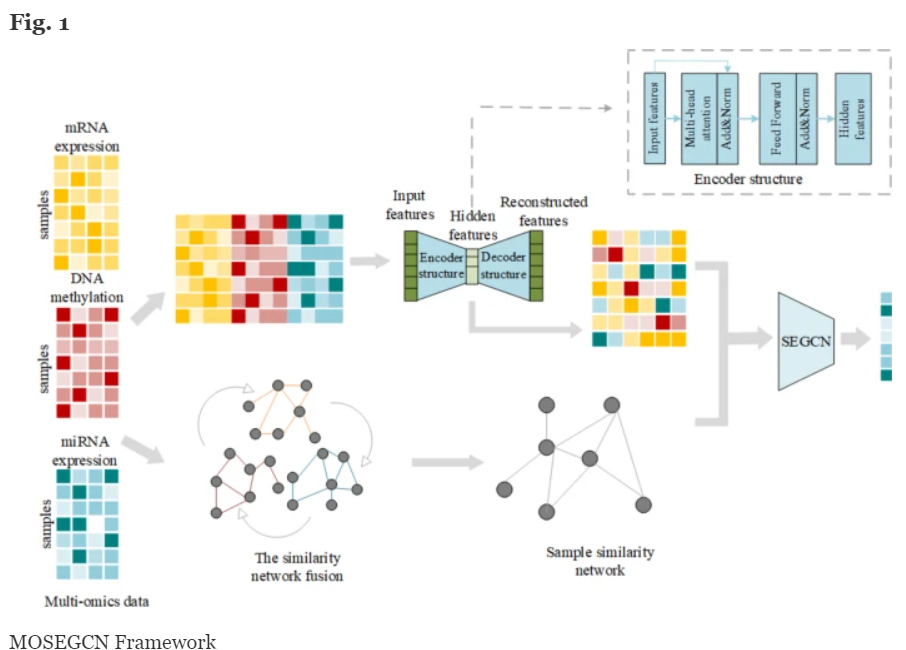 Fig. 1
mRNA
expression
samples
DNA
methylation
samples
miRNA
expression
samples
Multi-omics data
Input
features
Hidden
features
Reconstructed
features
Encoder
structure
Decoder
structure
Input features
Multi-head
attention
Add&Norm
Feed Forward
Add&Norm
Hidden
features
Encoder structure
SEGCN
The similarity
network fusion
Sample similarity
network
MOSEGCN Framework